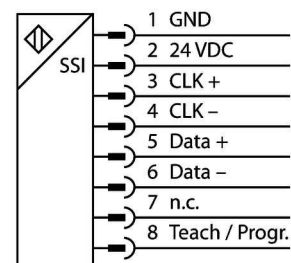 SSI
1 GND
2 24 VDC
3 CLK +
4 CLK –
5 Data +
6 Data –
7 n.c.
8 Teach / Progr.